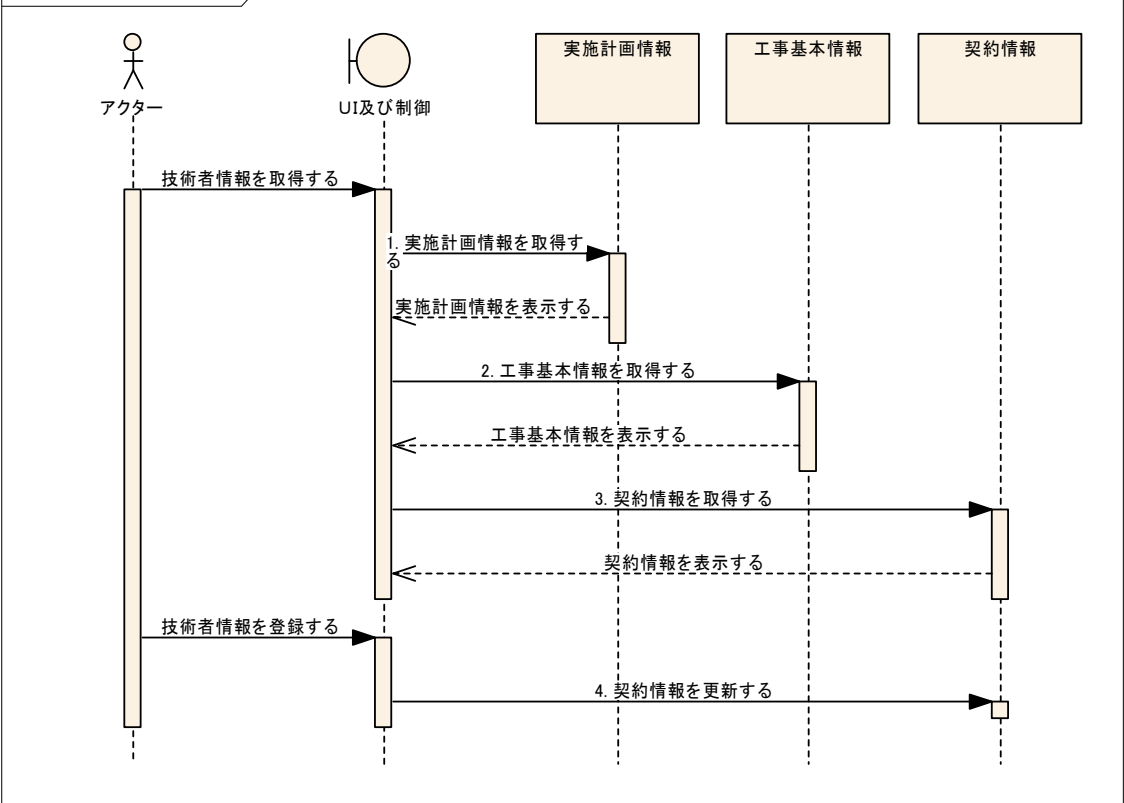 実施計画情報
工事基本情報
契約情報
アクター
UI及び制御
技術者情報を取得する
1. 実施計画情報を取得す
る
実施計画情報を表示する
2. 工事基本情報を取得する
工事基本情報を表示する
3. 契約情報を取得する
契約情報を表示する
技術者情報を登録する
4. 契約情報を更新する